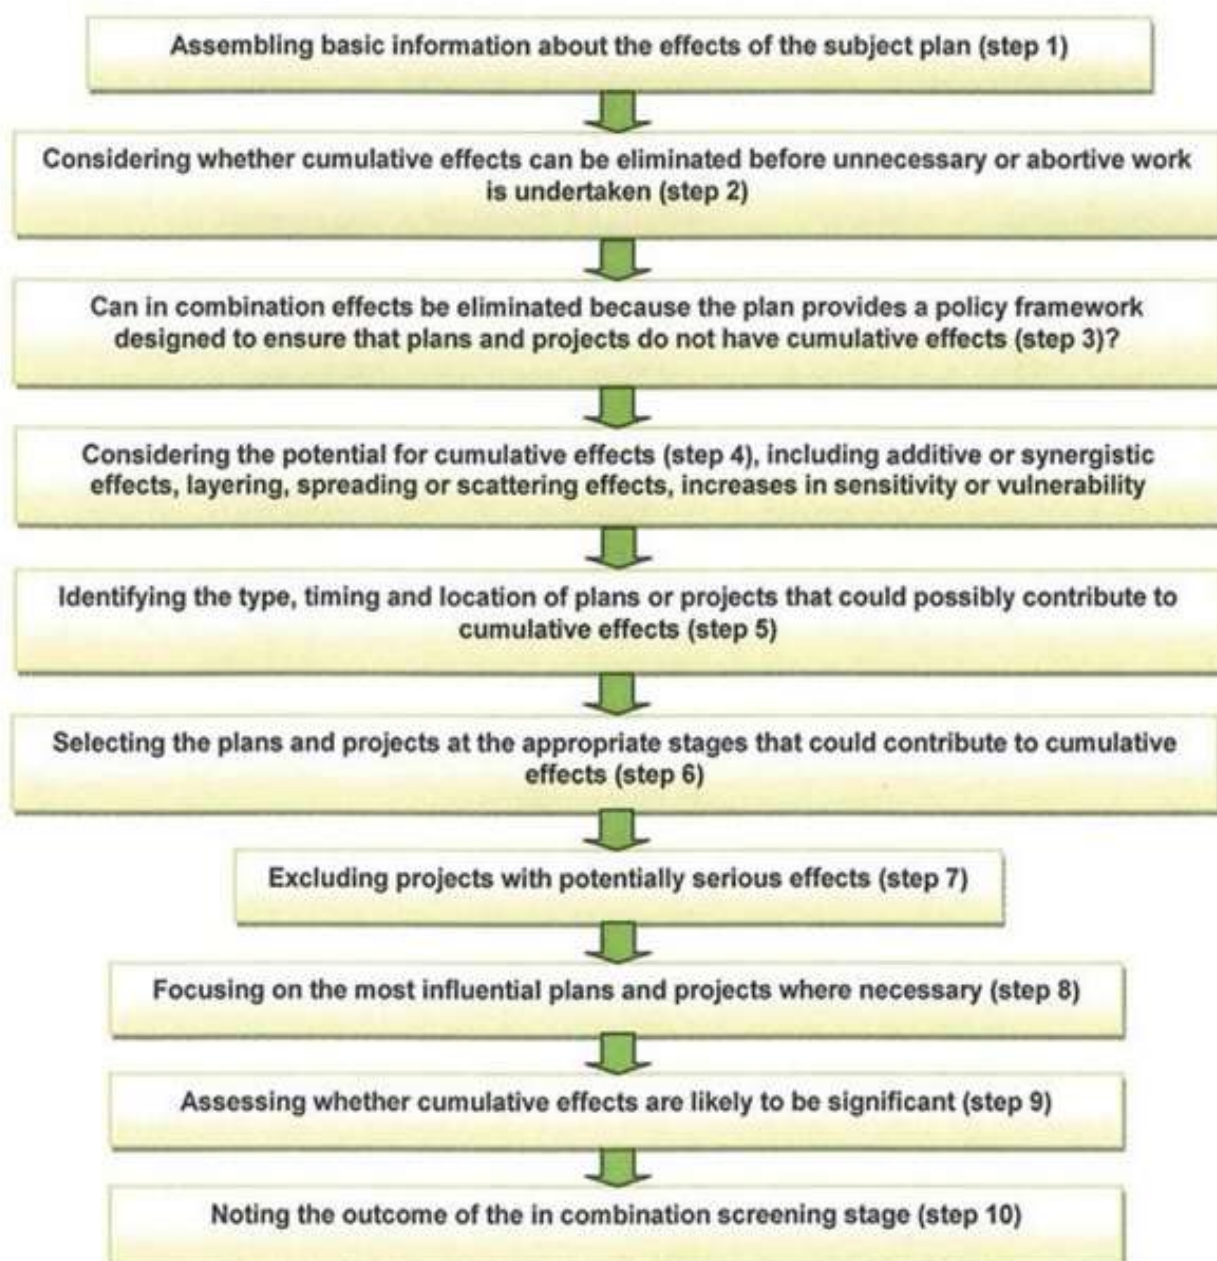 Assembling basic information about the effects of the subject plan (step 1)
Considering whether cumulative effects can be eliminated before unnecessary or abortive work
is undertaken (step 2)
Can in combination effects be eliminated because the plan provides a policy framework
designed to ensure that plans and projects do not have cumulative effects (step 3)?
Considering the potential for cumulative effects (step 4), including additive or synergistic
effects, layering, spreading or scattering effects, increases in sensitivity or vulnerability
Identifying the type, timing and location of plans or projects that could possibly contribute to
cumulative effects (step 5)
Selecting the plans and projects at the appropriate stages that could contribute to cumulative
effects (step 6)
Excluding projects with potentially serious effects (step 7)
Focusing on the most influential plans and projects where necessary (step 8)
Assessing whether cumulative effects are likely to be significant (step 9)
Noting the outcome of the in combination screening stage (step 10)